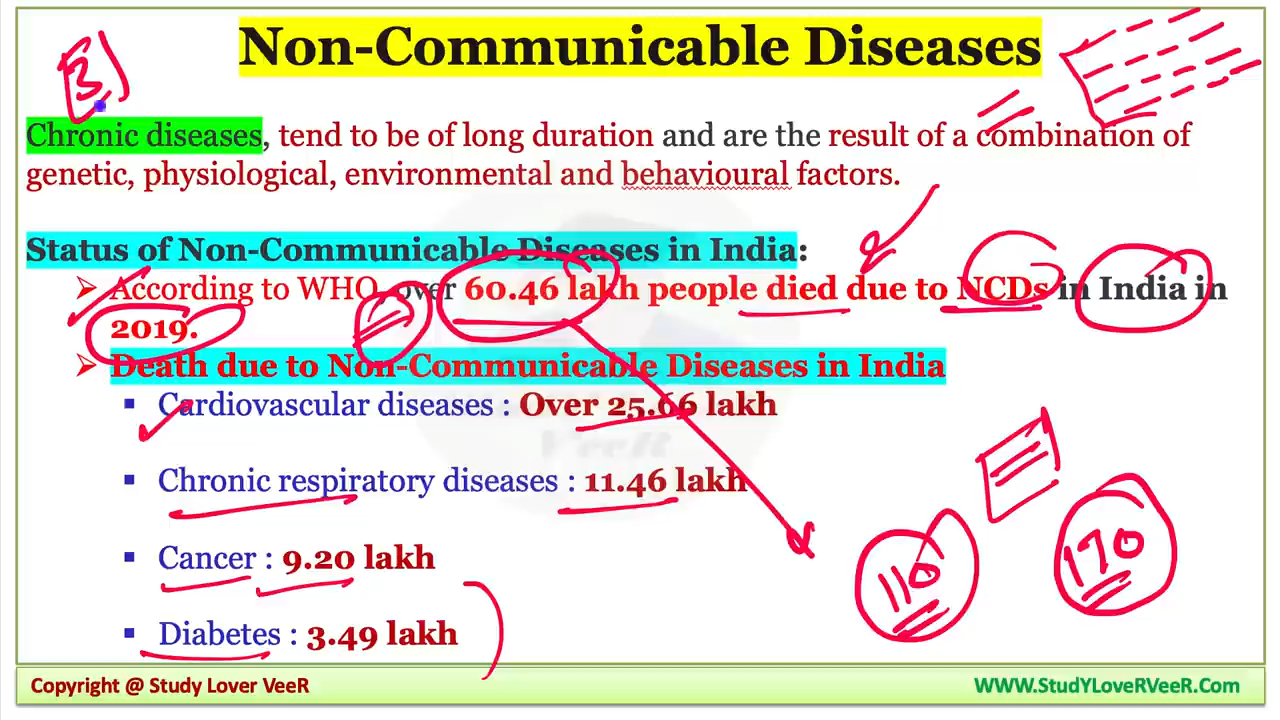 Non-Communicable Diseases
3
Chronic diseases, tend to be of long duration and are the result of a combination of
genetic, physiological, environmental and behavioural factors.
Status of Non-Communicable Diseases in India:
➢ According to WHO, over 60.46 lakh people died due to NCDs in India in
2019.
➢ Death due to Non-Communicable Diseases in India
▪ Cardiovascular diseases : Over 25.66 lakh
VeeR
▪ Chronic respiratory diseases : 11.46 lakh
▪ Cancer : 9.20 lakh
110
170
▪ Diabetes : 3.49 lakh
Copyright @ Study Lover VeeR
WWW.StudYLoveRVeeR.Com